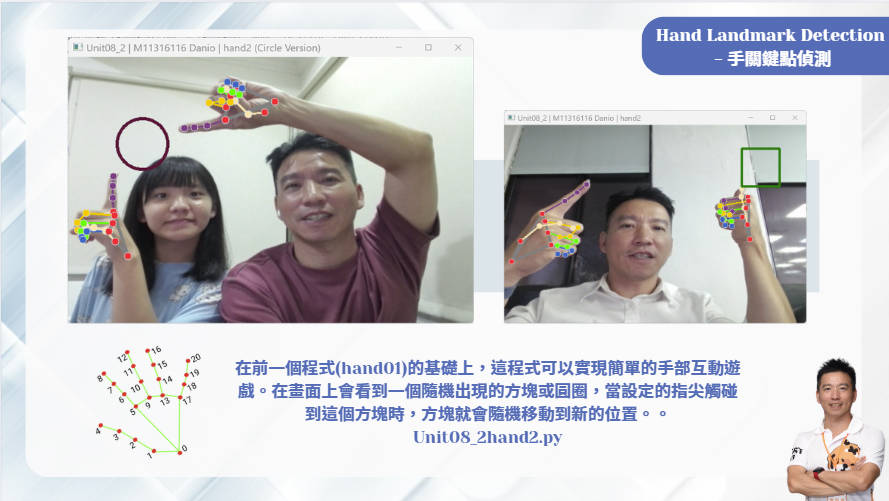 Hand Landmark Detection
– 手關鍵點偵測
Unit08_2 | M11316116 Danio | hand2 (Circle Version)
Unit08_2 | M11316116 Danio | hand2
12
16
8
11
15
20
7
10
14
19
6
18
5
9
13
17
4
3
2
1
0
在前一個程式(hand01)的基礎上，這程式可以實現簡單的手部互動遊
戲。在畫面上會看到一個隨機出現的方塊或圓圈，當設定的指尖觸碰
到這個方塊時，方塊就會隨機移動到新的位置。。
Unit08_2hand2.py